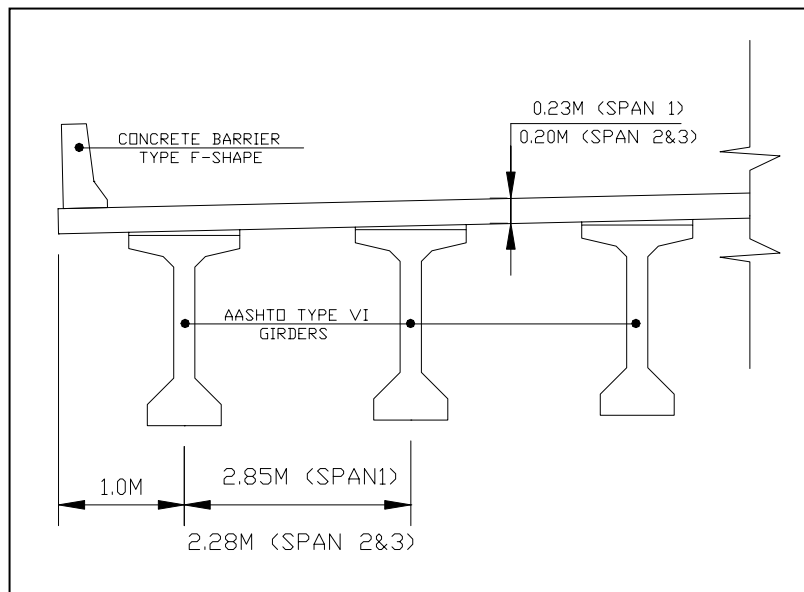 0.23M (SPAN 1)
0.20M (SPAN 2&3)
CONCRETE BARRIER
TYPE F-SHAPE
AASHTO TYPE VI
GIRDERS
1.0M
2.85M (SPAN1)
2.28M (SPAN 2&3)